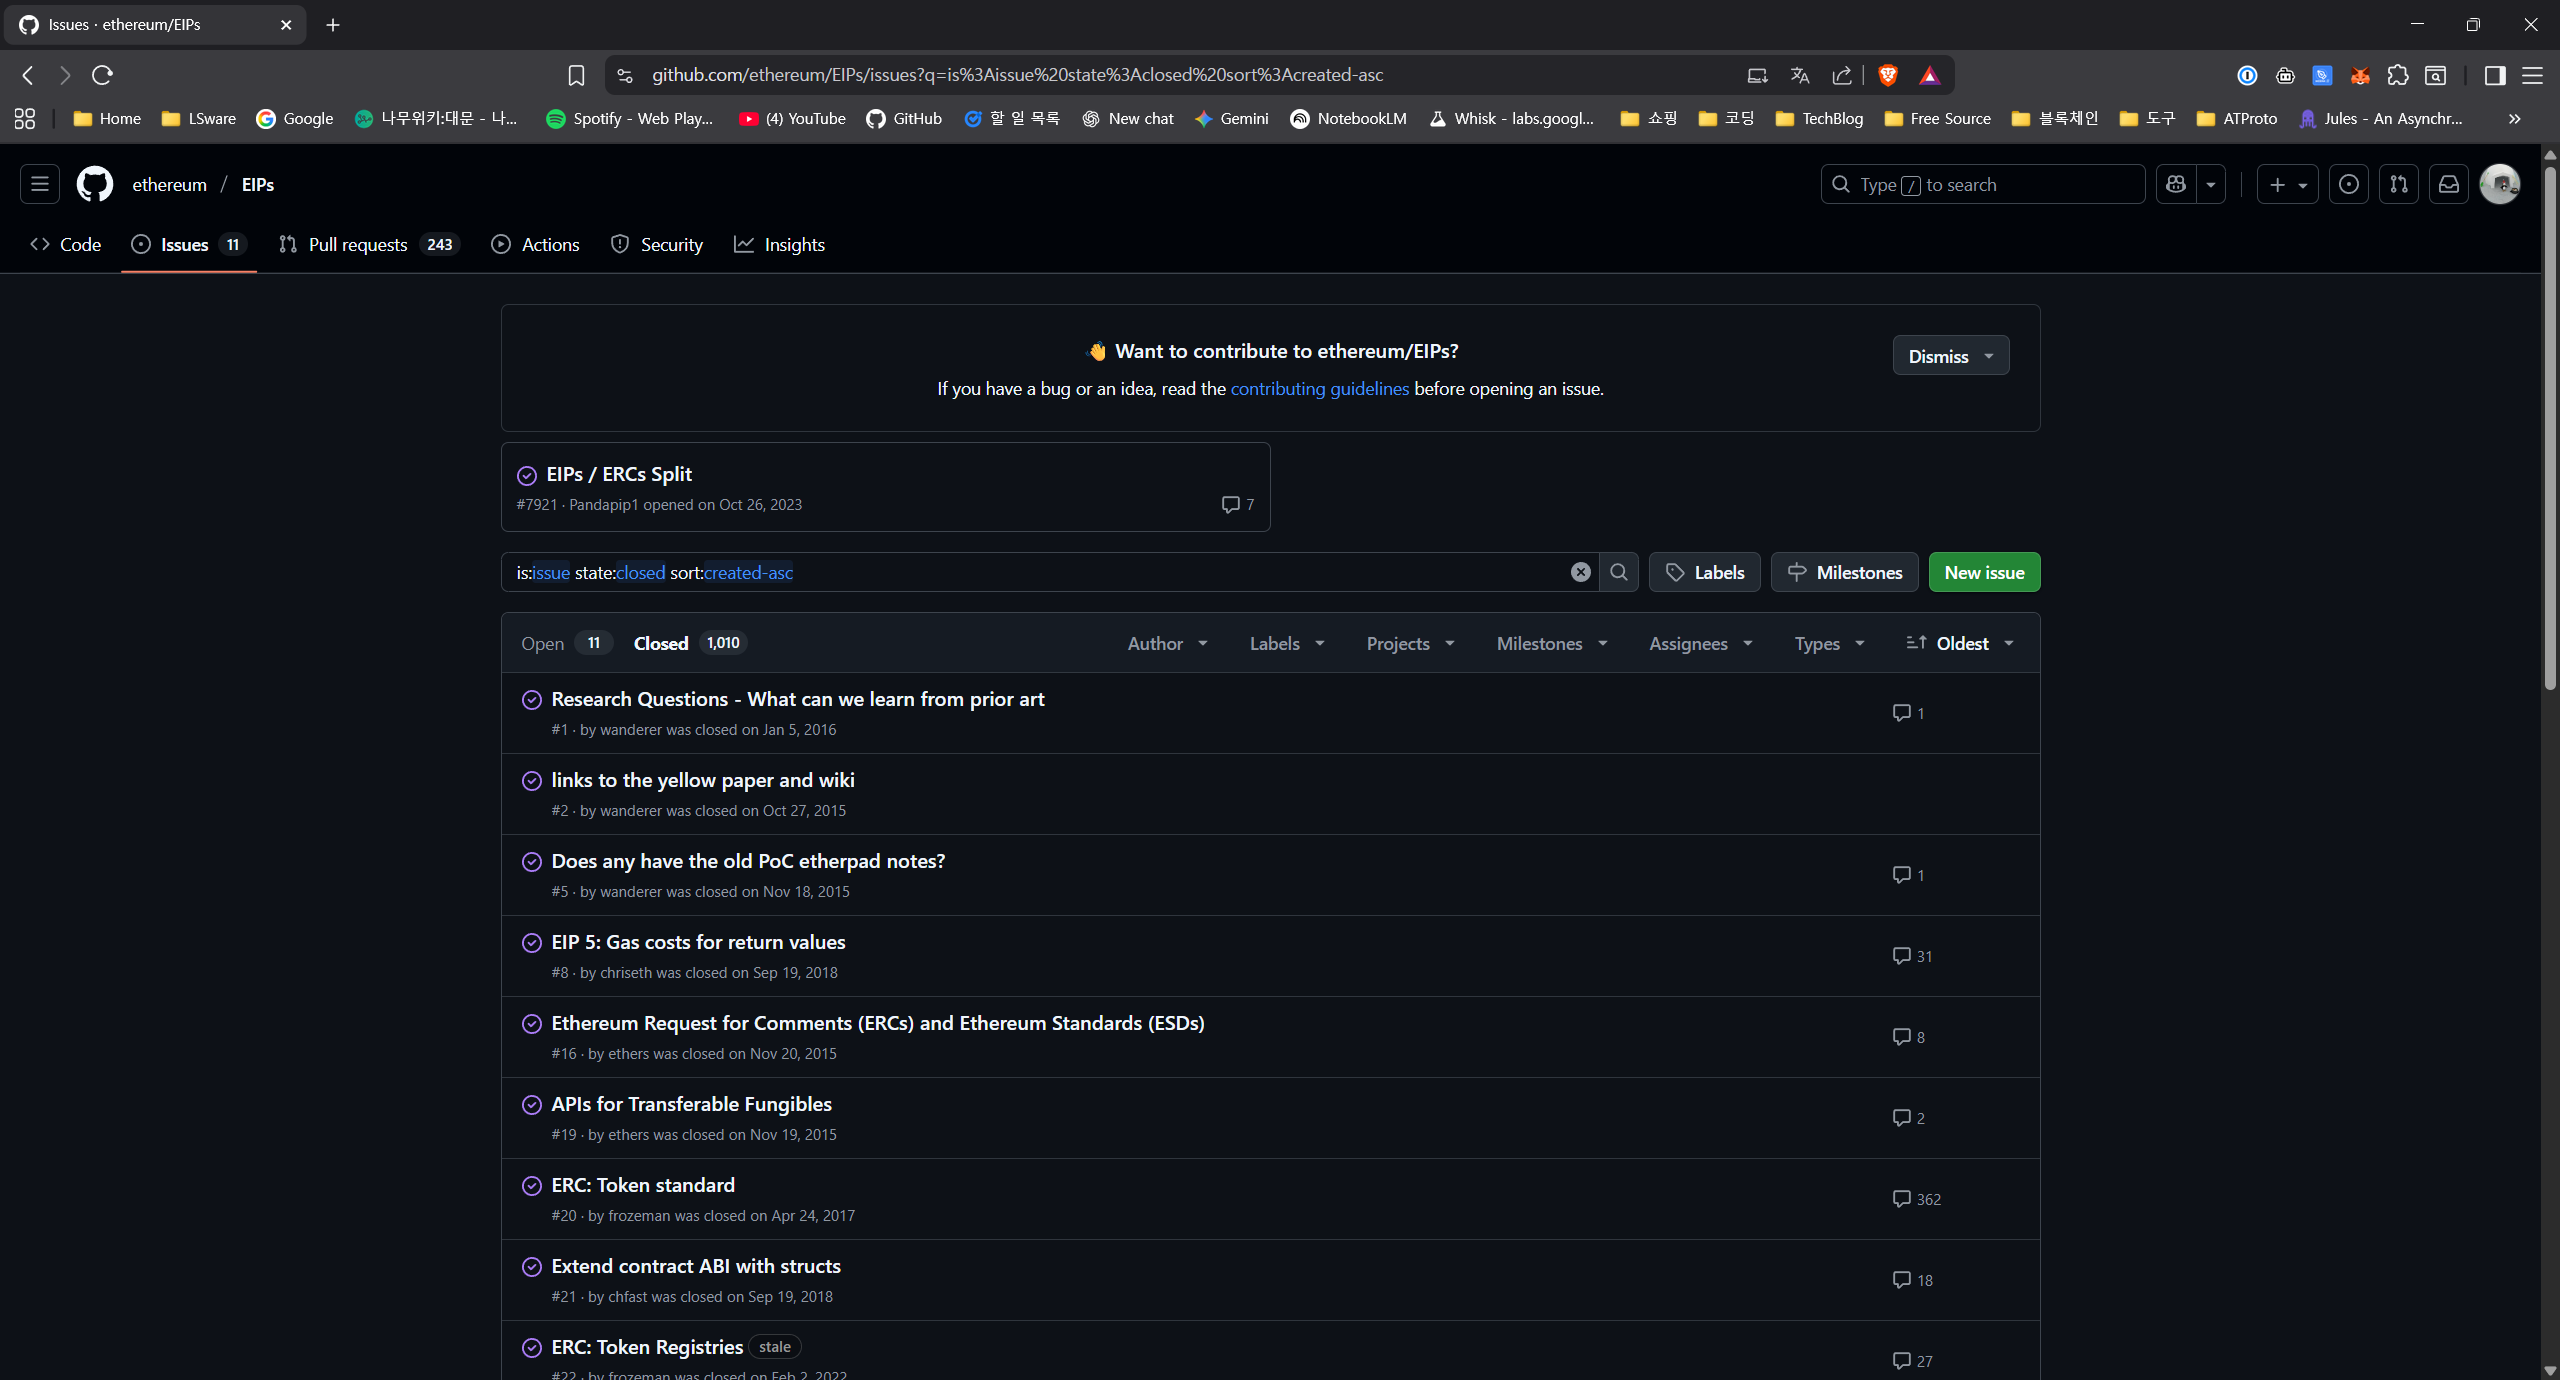 Issues · ethereum/EIPs
github.com/ethereum/EIPs/issues?q=is%3Aissue%20state%3Aclosed%20sort%3Acreated-asc
Home LSware Google 나무위키:대문 - 나... Spotify - Web Play... (4) YouTube GitHub 할 일 목록 New chat Gemini NotebookLM Whisk - labs.googl... 쇼핑 코딩 TechBlog Free Source 블록체인 도구 ATProto Jules - An Asynchr...
ethereum / EIPs Type / to search
Code Issues 11 Pull requests 243 Actions Security Insights
👋 Want to contribute to ethereum/EIPs? Dismiss
If you have a bug or an idea, read the contributing guidelines before opening an issue.
EIPs / ERCs Split
#7921 · Pandapip1 opened on Oct 26, 2023 7
is:issue state:closed sort:created-asc Labels Milestones New issue
Open 11 Closed 1,010 Author Labels Projects Milestones Assignees Types Oldest
Research Questions - What can we learn from prior art 1
#1 · by wanderer was closed on Jan 5, 2016
links to the yellow paper and wiki
#2 · by wanderer was closed on Oct 27, 2015
Does any have the old PoC etherpad notes? 1
#5 · by wanderer was closed on Nov 18, 2015
EIP 5: Gas costs for return values 31
#8 · by chriseth was closed on Sep 19, 2018
Ethereum Request for Comments (ERCs) and Ethereum Standards (ESDs) 8
#16 · by ethers was closed on Nov 20, 2015
APIs for Transferable Fungibles 2
#19 · by ethers was closed on Nov 19, 2015
ERC: Token standard 362
#20 · by frozeman was closed on Apr 24, 2017
Extend contract ABI with structs 18
#21 · by chfast was closed on Sep 19, 2018
ERC: Token Registries stale 27
#22 · by frozeman was closed on Feb 2, 2022